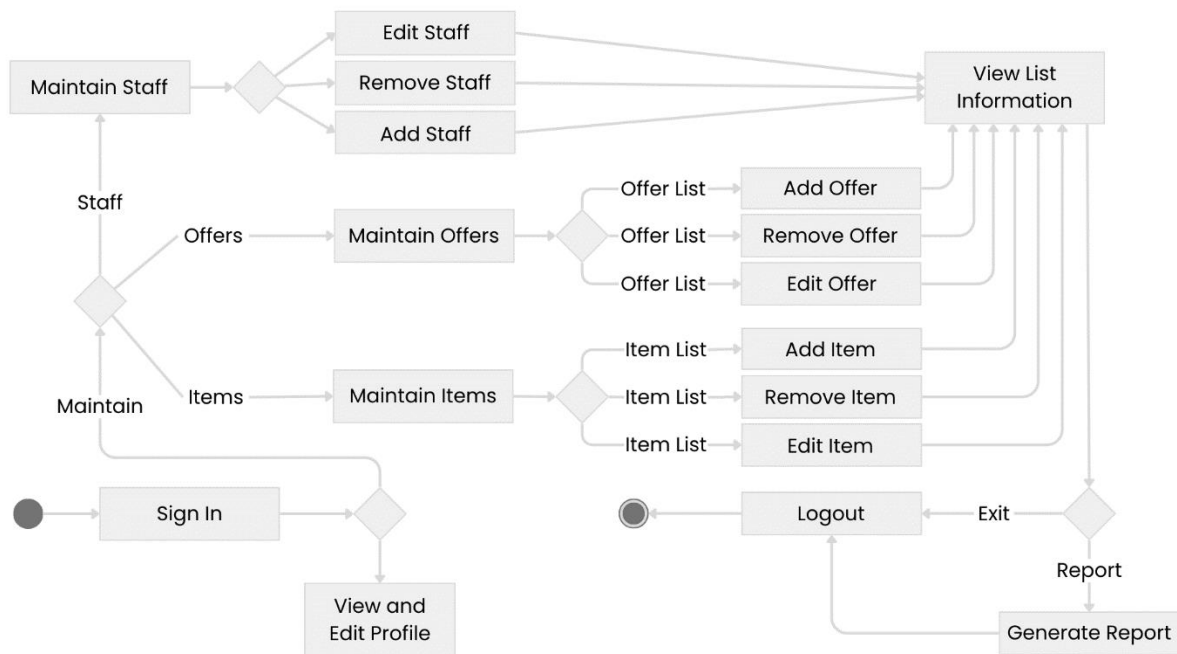 Edit Staff
Maintain Staff
Remove Staff
View List
Information
Add Staff
Staff
Offer List
Add Offer
Offers
Maintain Offers
Offer List
Remove Offer
Offer List
Edit Offer
Item List
Add Item
Items
Maintain Items
Item List
Remove Item
Maintain
Item List
Edit Item
Sign In
Logout
Exit
Report
View and
Edit Profile
Generate Report